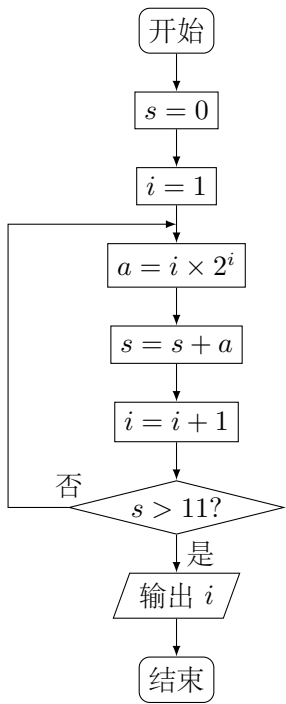 开始
s = 0
i = 1
a = i × 2^i
s = s + a
i = i + 1
否
s > 11?
是
输出 i
结束